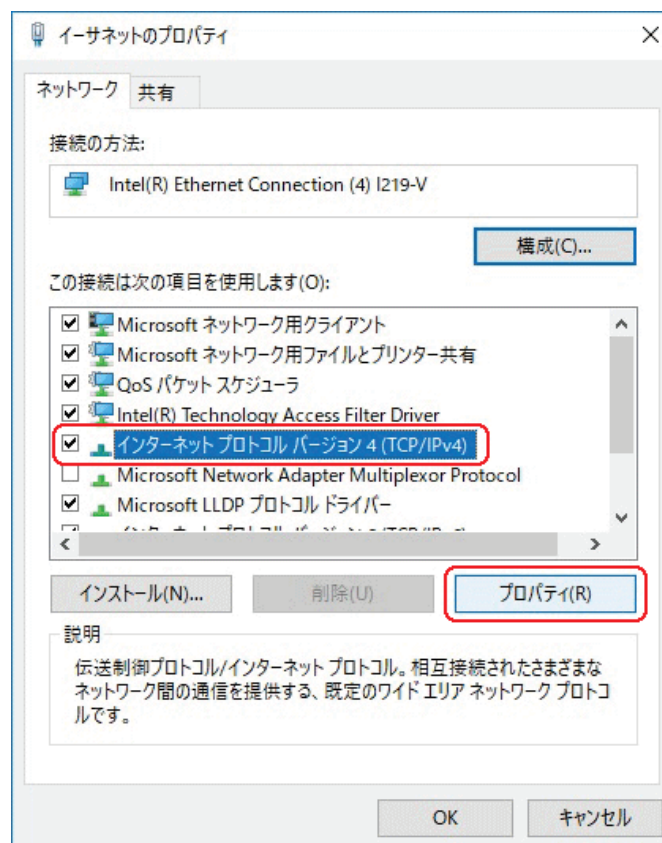 イーサネットのプロパティ
ネットワーク 共有
接続の方法:
Intel(R) Ethernet Connection (4) I219-V
構成(C)...
この接続は次の項目を使用します(O):
Microsoft ネットワーク用クライアント
Microsoft ネットワーク用ファイルとプリンター共有
QoS パケット スケジューラ
Intel(R) Technology Access Filter Driver
インターネット プロトコル バージョン 4 (TCP/IPv4)
Microsoft Network Adapter Multiplexor Protocol
Microsoft LLDP プロトコル ドライバー
インストール(N)... 削除(U) プロパティ(R)
説明
伝送制御プロトコル/インターネット プロトコル。相互接続されたさまざまな
ネットワーク間の通信を提供する、既定のワイド エリア ネットワーク プロトコ
ルです。
OK キャンセル